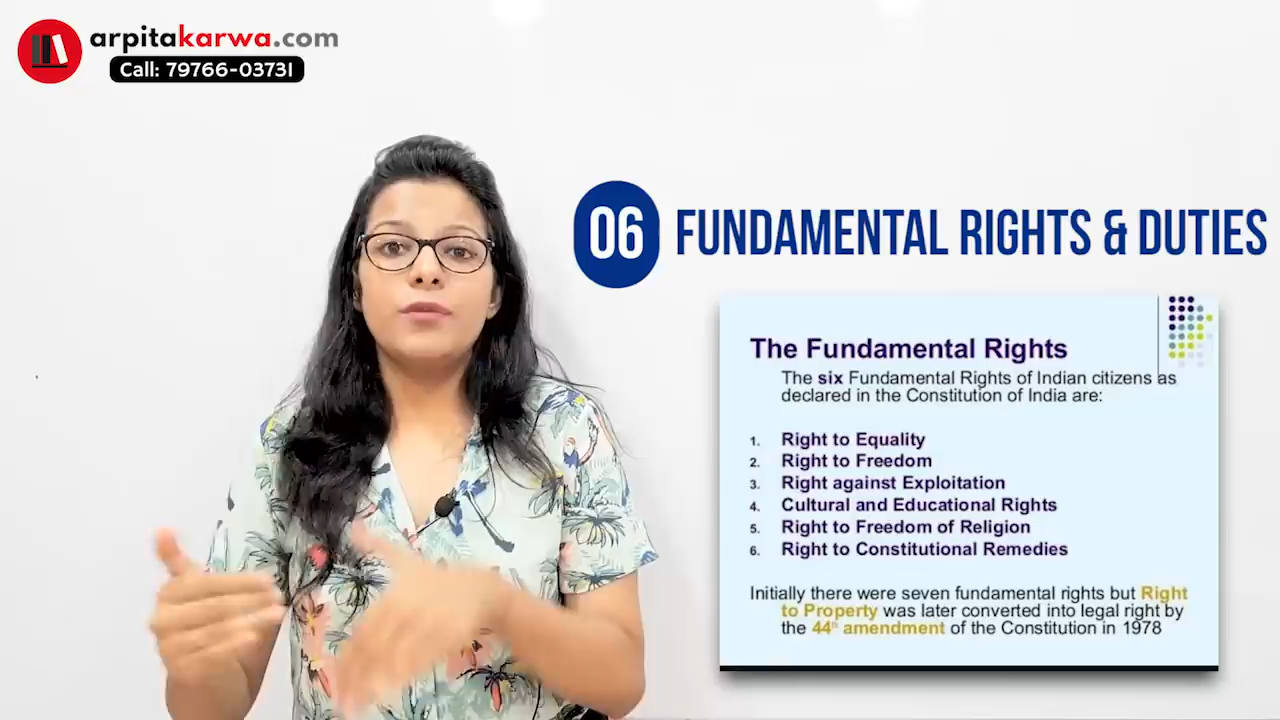 arpitakarwa.com
Call: 79766-03731
06 FUNDAMENTAL RIGHTS & DUTIES
The Fundamental Rights
The six Fundamental Rights of Indian citizens as
declared in the Constitution of India are:
1. Right to Equality
2. Right to Freedom
3. Right against Exploitation
4. Cultural and Educational Rights
5. Right to Freedom of Religion
6. Right to Constitutional Remedies
Initially there were seven fundamental rights but Right
to Property was later converted into legal right by
the 44th amendment of the Constitution in 1978